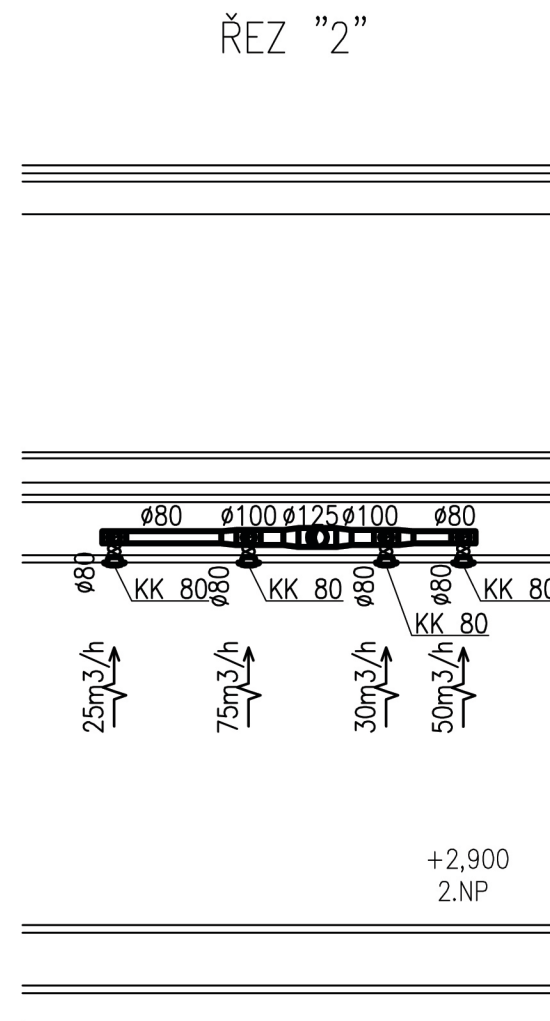 ŘEZ "2"
ø80 ø100 ø125 ø100 ø80
ø80 ø80 ø80 ø80
KK 80 KK 80 KK 80
KK 80
25m3/h 75m3/h 30m3/h 50m3/h
+2,900
2.NP